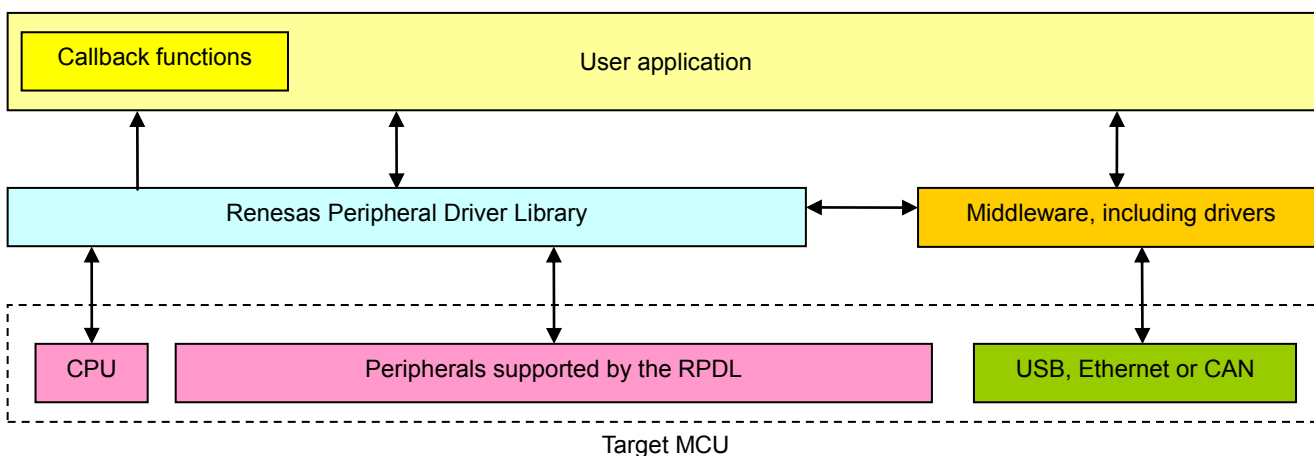 Callback functions
User application
Renesas Peripheral Driver Library
Middleware, including drivers
CPU
Peripherals supported by the RPDL
USB, Ethernet or CAN
Target MCU